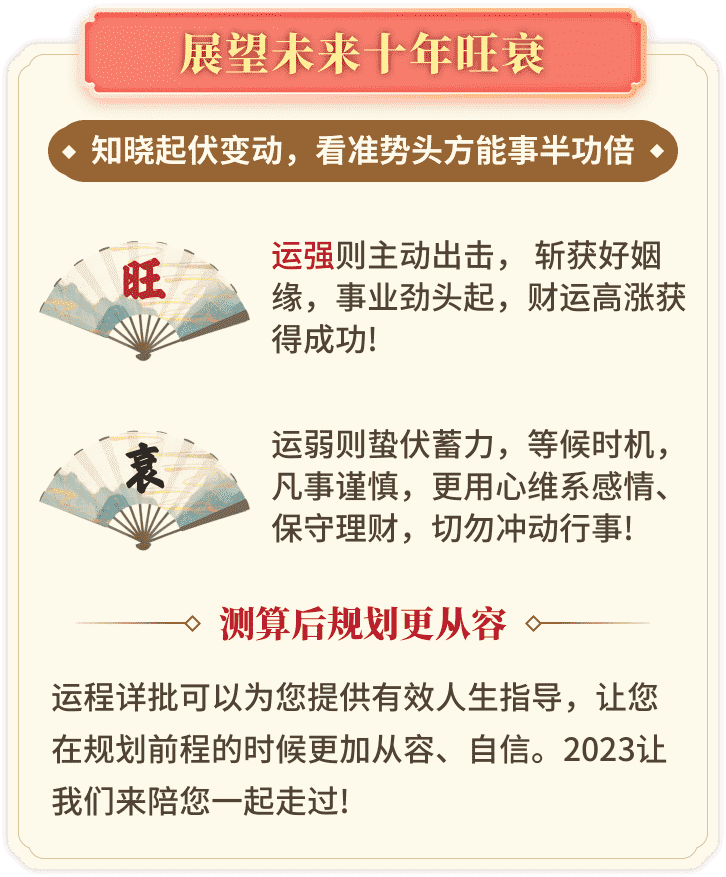 展望未来十年旺衰
知晓起伏变动，看准势头方能事半功倍
旺
运强则主动出击， 斩获好姻
缘，事业劲头起，财运高涨获
得成功!
衰
运弱则蛰伏蓄力，等候时机，
凡事谨慎，更用心维系感情、
保守理财，切勿冲动行事!
测算后规划更从容
运程详批可以为您提供有效人生指导，让您
在规划前程的时候更加从容、自信。2023让
我们来陪您一起走过!